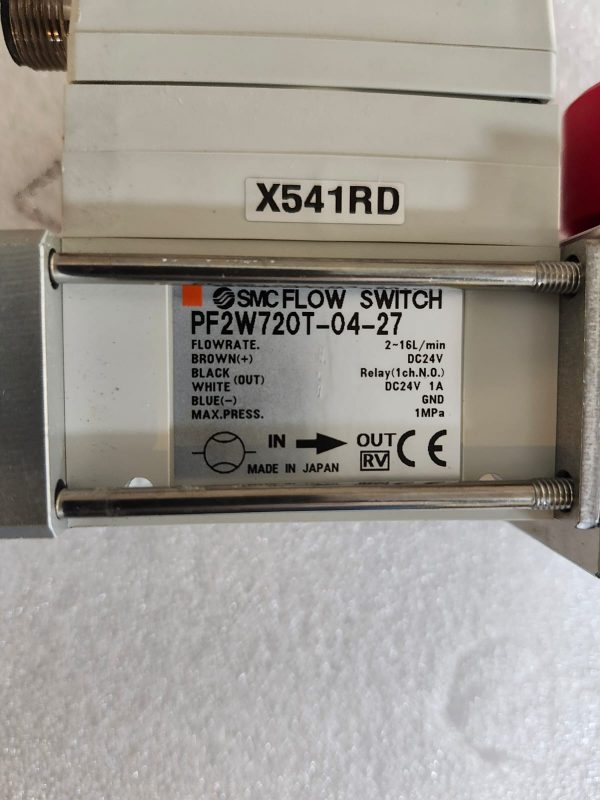 X541RD
SMC FLOW SWITCH
PF2W720T-04-27
FLOWRATE. 2~16L/min
BROWN(+) DC24V
BLACK (OUT) Relay(1ch.N.O.)
WHITE DC24V 1A
BLUE(-) GND
MAX.PRESS. 1MPa
IN OUT CE
MADE IN JAPAN RV